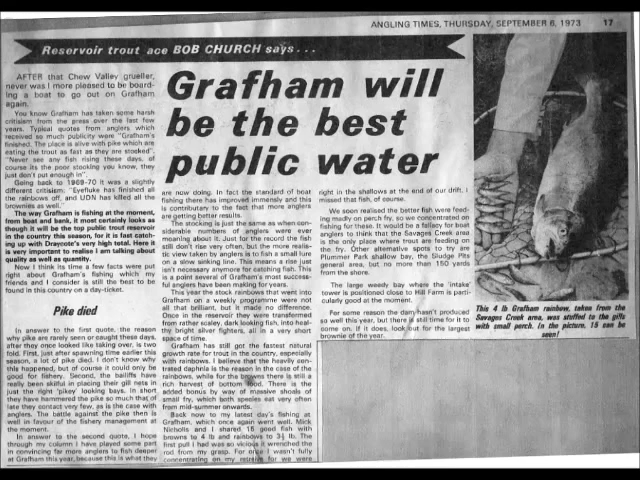 ANGLING TIMES, THURSDAY, SEPTEMBER 6, 1973 17
Reservoir trout ace BOB CHURCH says...
Grafham will
be the best
public water
AFTER that Chew Valley grueller,
never was I more pleased to be board-
ing a boat to go out on Grafham
again.
You know Grafham has taken some harsh
criticism from the press over the last few
years. Typical quotes from anglers which
received so much publicity were "Grafham's
finished. The place is alive with pike which are
eating the trout as fast as they are stocked".
"Never see any fish rising these days, of
course its the poor stocking you know, they
just don't put enough in".
Going back to 1969-70 it was a slightly
different criticism: "Eyefluke has finished all
the rainbows off, and UDN has killed all the
brownies as well."
The way Grafham is fishing at the moment,
from boat and bank, it most certainly looks as
though it will be the top public trout reservoir
in the country this season, for it is fast catch-
ing up with Draycote's very high total. Here it
is very important to realise I am talking about
quality as well as quantity.
Now I think its time a few facts were put
right about Grafham's fishing which my
friends and I consider is still the best to be
found in this country on a day-ticket.
Pike died
In answer to the first quote, the reason
why pike are rarely seen or caught these days,
after they once looked like taking over, is two
fold. First, just after spawning time earlier this
season, a lot of pike died. I don't know why
this happened, but of course it could only be
good for fishing. Second, the bailiffs have
really been skilful in placing their gill nets in
just the right 'pikey' looking bays. In short
they have hammered the pike so much that of
late they contact very few, as is the case with
anglers. The battle against the pike then is
well in favour of the fishery management at
the moment.
In answer to the second quote, I hope
through my column I have played some part
in convincing far more anglers to fish deeper
at Grafham this year, because this is what they
are now doing. In fact the standard of boat
fishing there has improved immensely and this
is contributary to the fact that more anglers
are getting better results.
The stocking is just the same as when con-
siderable numbers of anglers were ever
moaning about it. Just for the record the fish
still don't rise very often, but the more realis-
tic view taken by anglers is to fish a small lure
on a slow sinking line. This means a rise just
isn't necessary anymore for catching fish. This
is a point several of Grafham's most success-
ful anglers have been making for years.
This year the stock rainbows that went into
Grafham on a weekly programme were not
all that brilliant, but it made no difference.
Once in the reservoir they were transformed
from rather scaley, dark looking fish, into heal-
thy bright silver fighters, all in a very short
space of time.
Grafham has still got the fastest natural
growth rate for trout in the country, especially
with rainbows. I believe that the heavily cen-
trated daphnia is the reason in the case of the
rainbows, while for the browns there is still a
rich harvest of bottom food. There is the
added bonus by way of massive shoals of
small fry, which both species eat very often
from mid-summer onwards.
Back now to my latest day's fishing at
Grafham, which once again went well. Mick
Nicholls and I shared 15 good fish with
browns to 4 lb and rainbows to 3½ lb. The
first pull I had was so vicious it wrenched the
rod from my grasp. For once I wasn't fully
concentrating on my retrieve for we were
right in the shallows at the end of our drift. I
missed that fish, of course.
We soon realised the better fish were feed-
ing madly on perch fry, so we concentrated on
fishing for these. It would be a fallacy for boat
anglers to think that the Savages Creek area
is the only place where trout are feeding on
the fry. Other alternative spots to try are
Plummer Park shallow bay, the Sludge Pits
general area, but no more than 150 yards
from the shore.
The large weedy bay where the 'intake'
tower is positioned close to Hill Farm is part-
icularly good at the moment.
For some reason the dam hasn't produced
so well this year, but there is still time for it to
some on. If it does, look out for the largest
brownie of the year.
This 4 lb Grafham rainbow, taken from the
Savages Creek area, was stuffed to the gills
with small perch. In the picture, 15 can be
seen!